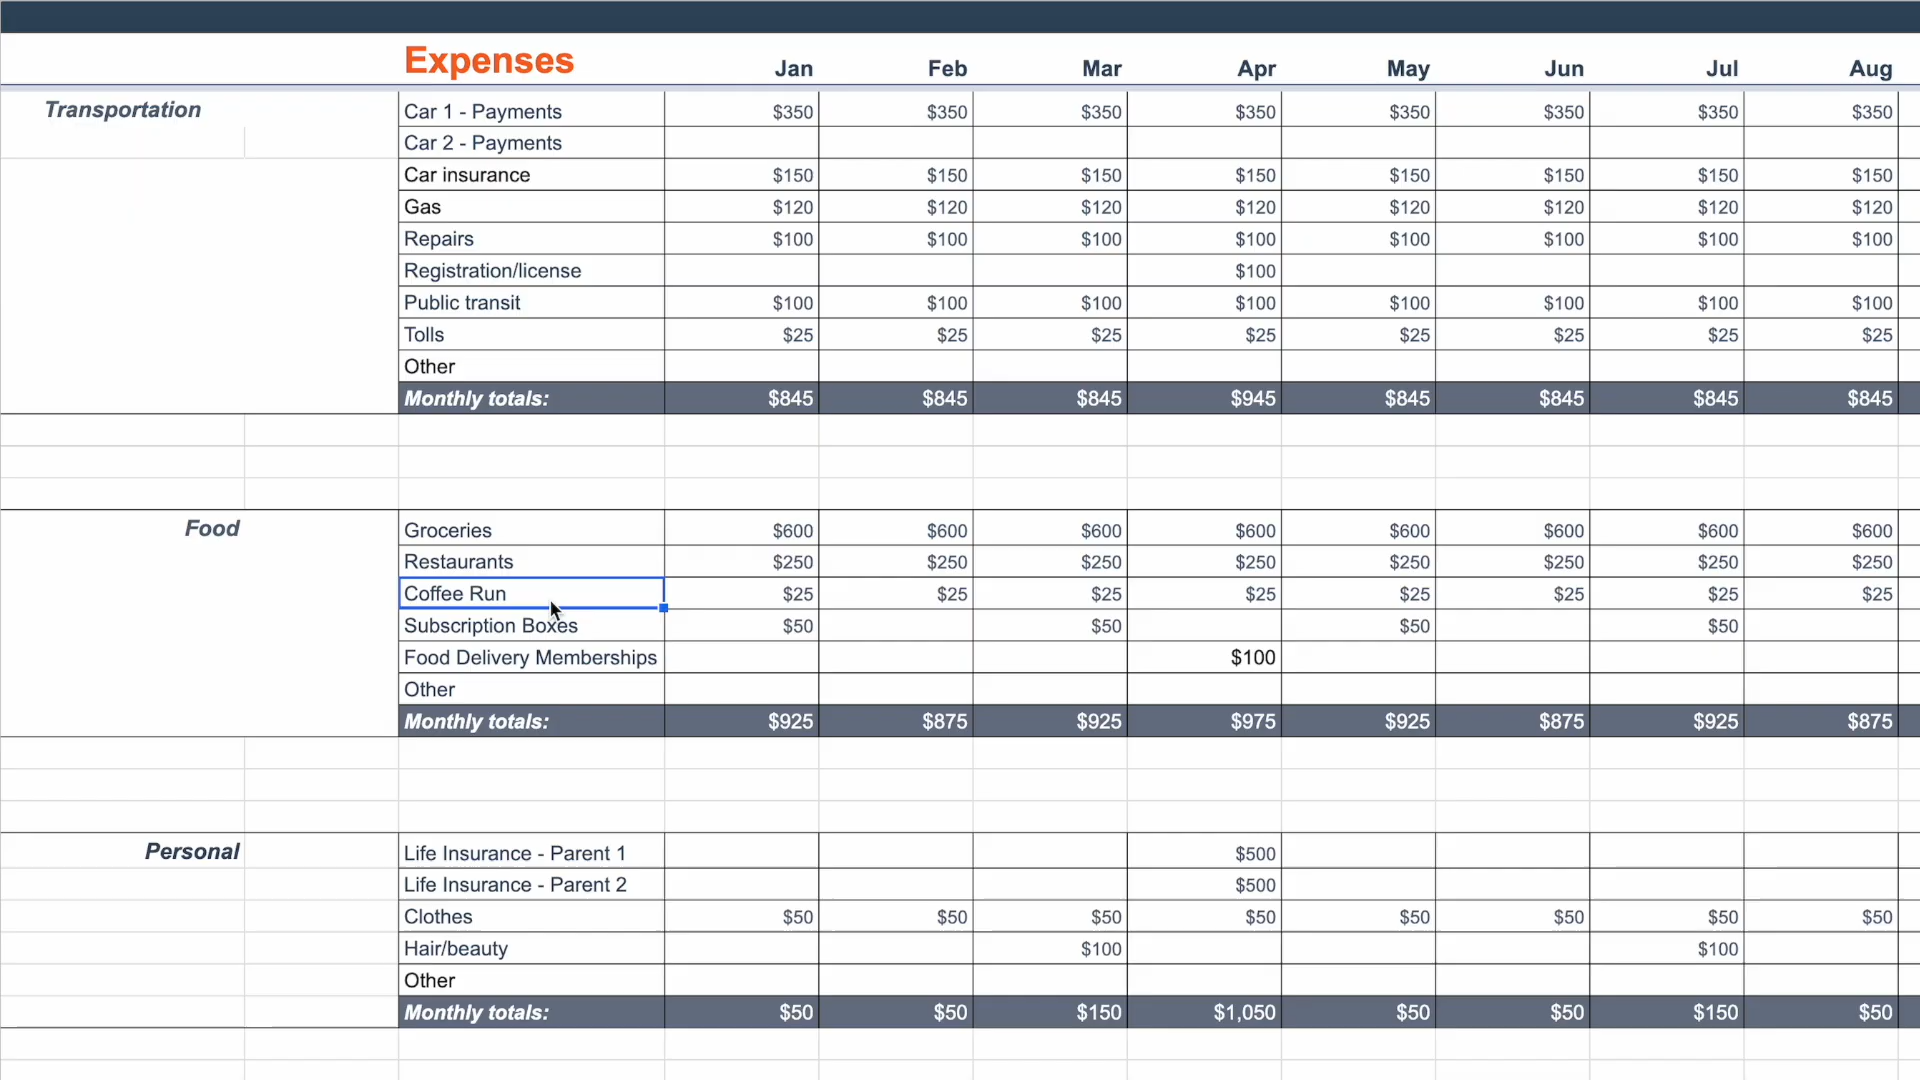 Expenses Jan Feb Mar Apr May Jun Jul Aug
Transportation Car 1 - Payments $350 $350 $350 $350 $350 $350 $350 $350
Car 2 - Payments
Car insurance $150 $150 $150 $150 $150 $150 $150 $150
Gas $120 $120 $120 $120 $120 $120 $120 $120
Repairs $100 $100 $100 $100 $100 $100 $100 $100
Registration/license $100
Public transit $100 $100 $100 $100 $100 $100 $100 $100
Tolls $25 $25 $25 $25 $25 $25 $25 $25
Other
Monthly totals: $845 $845 $845 $945 $845 $845 $845 $845
Food Groceries $600 $600 $600 $600 $600 $600 $600 $600
Restaurants $250 $250 $250 $250 $250 $250 $250 $250
Coffee Run $25 $25 $25 $25 $25 $25 $25 $25
Subscription Boxes $50 $50 $50 $50
Food Delivery Memberships $100
Other
Monthly totals: $925 $875 $925 $975 $925 $875 $925 $875
Personal Life Insurance - Parent 1 $500
Life Insurance - Parent 2 $500
Clothes $50 $50 $50 $50 $50 $50 $50 $50
Hair/beauty $100 $100
Other
Monthly totals: $50 $50 $150 $1,050 $50 $50 $150 $50